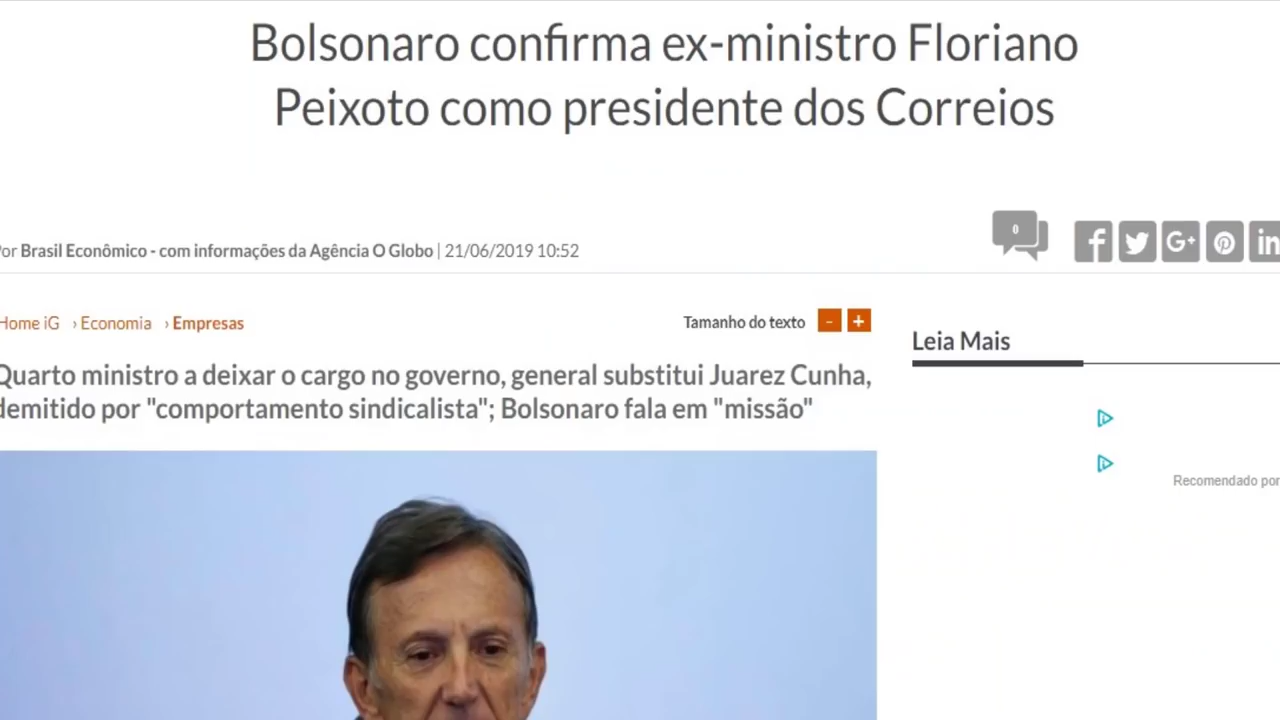 Bolsonaro confirma ex-ministro Floriano
Peixoto como presidente dos Correios
or Brasil Econômico - com informações da Agência O Globo | 21/06/2019 10:52
0
Home iG › Economia › Empresas
Tamanho do texto - +
Leia Mais
Quarto ministro a deixar o cargo no governo, general substitui Juarez Cunha,
demitido por "comportamento sindicalista"; Bolsonaro fala em "missão"
Recomendado por